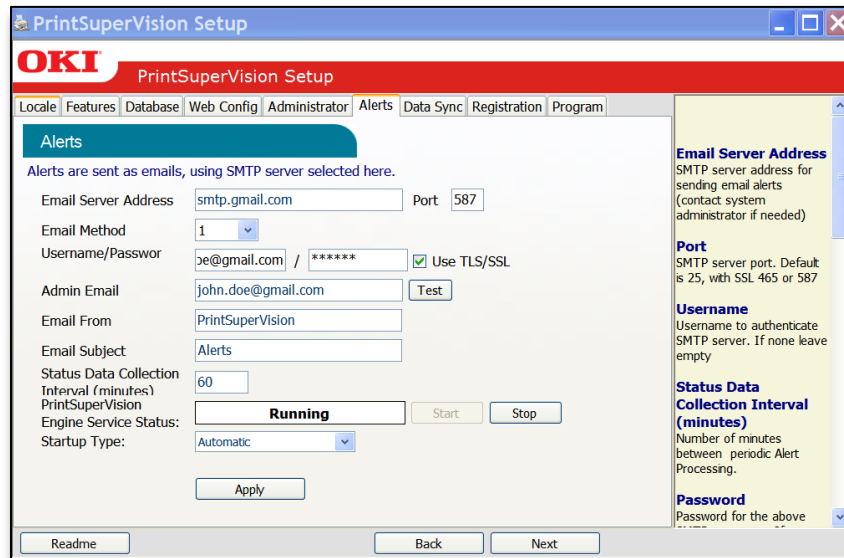 PrintSuperVision Setup
OKI
PrintSuperVision Setup
Locale Features Database Web Config Administrator Alerts Data Sync Registration Program
Alerts
Alerts are sent as emails, using SMTP server selected here.
Email Server Address smtp.gmail.com Port 587
Email Method 1
Username/Passwor oe@gmail.com / ****** Use TLS/SSL
Admin Email john.doe@gmail.com Test
Email From PrintSuperVision
Email Subject Alerts
Status Data Collection
Interval (minutes) 60
PrintSuperVision
Engine Service Status: Running Start Stop
Startup Type: Automatic
Apply
Email Server Address
SMTP server address for
sending email alerts
(contact system
administrator if needed)
Port
SMTP server port. Default
is 25, with SSL 465 or 587
Username
Username to authenticate
SMTP server. If none leave
empty
Status Data
Collection Interval
(minutes)
Number of minutes
between periodic Alert
Processing.
Password
Password for the above
Readme Back Next